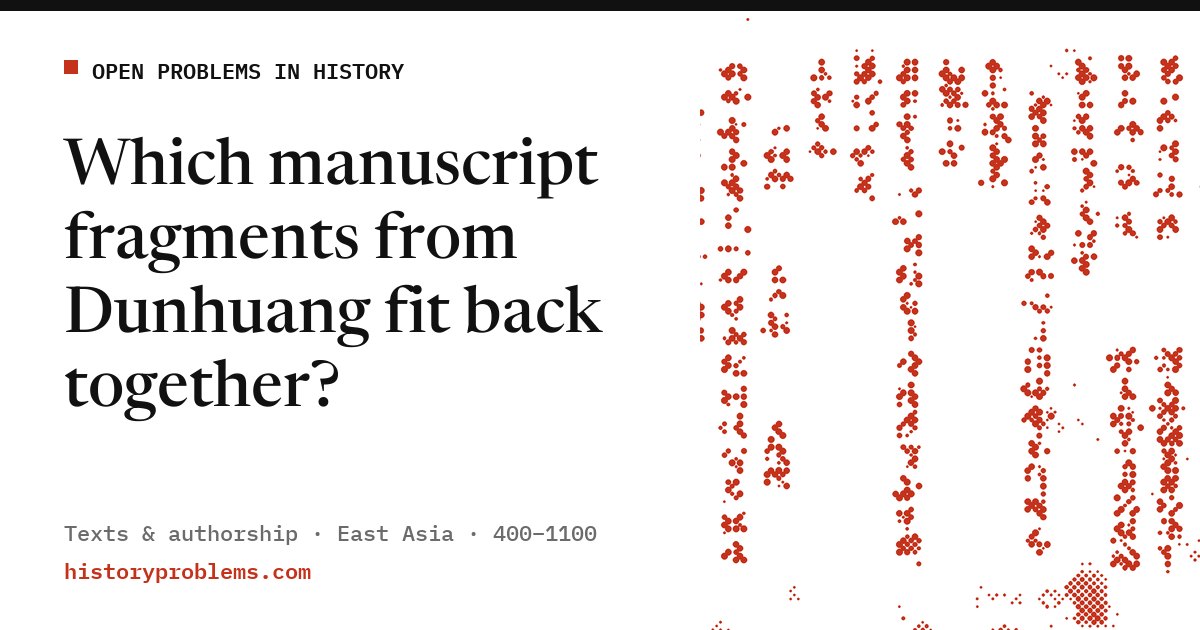 OPEN PROBLEMS IN HISTORY
Which manuscript
fragments from
Dunhuang fit back
together?
Texts & authorship · East Asia · 400–1100
historyproblems.com